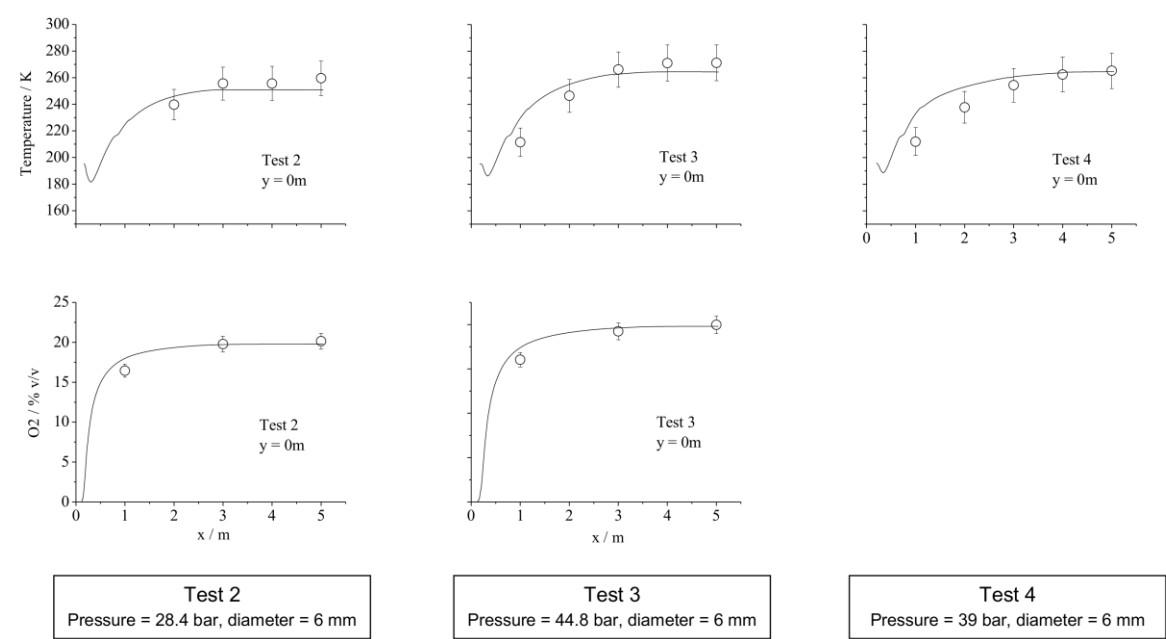 300
280
260
240
220
200
180
160
Temperature / K
Test 2
y = 0m
Test 3
y = 0m
Test 4
y = 0m
0 1 2 3 4 5
25
20
15
10
5
0
O2 / % v/v
Test 2
y = 0m
0 1 2 3 4 5
x / m
Test 3
y = 0m
0 1 2 3 4 5
x / m
Test 2
Pressure = 28.4 bar, diameter = 6 mm
Test 3
Pressure = 44.8 bar, diameter = 6 mm
Test 4
Pressure = 39 bar, diameter = 6 mm